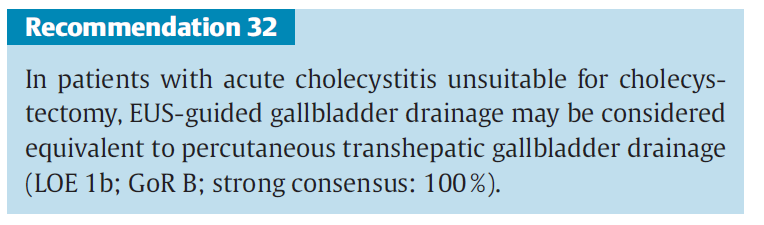 Recommendation 32
In patients with acute cholecystitis unsuitable for cholecys-
tectomy, EUS-guided gallbladder drainage may be considered
equivalent to percutaneous transhepatic gallbladder drainage
(LOE 1b; GoR B; strong consensus: 100%).